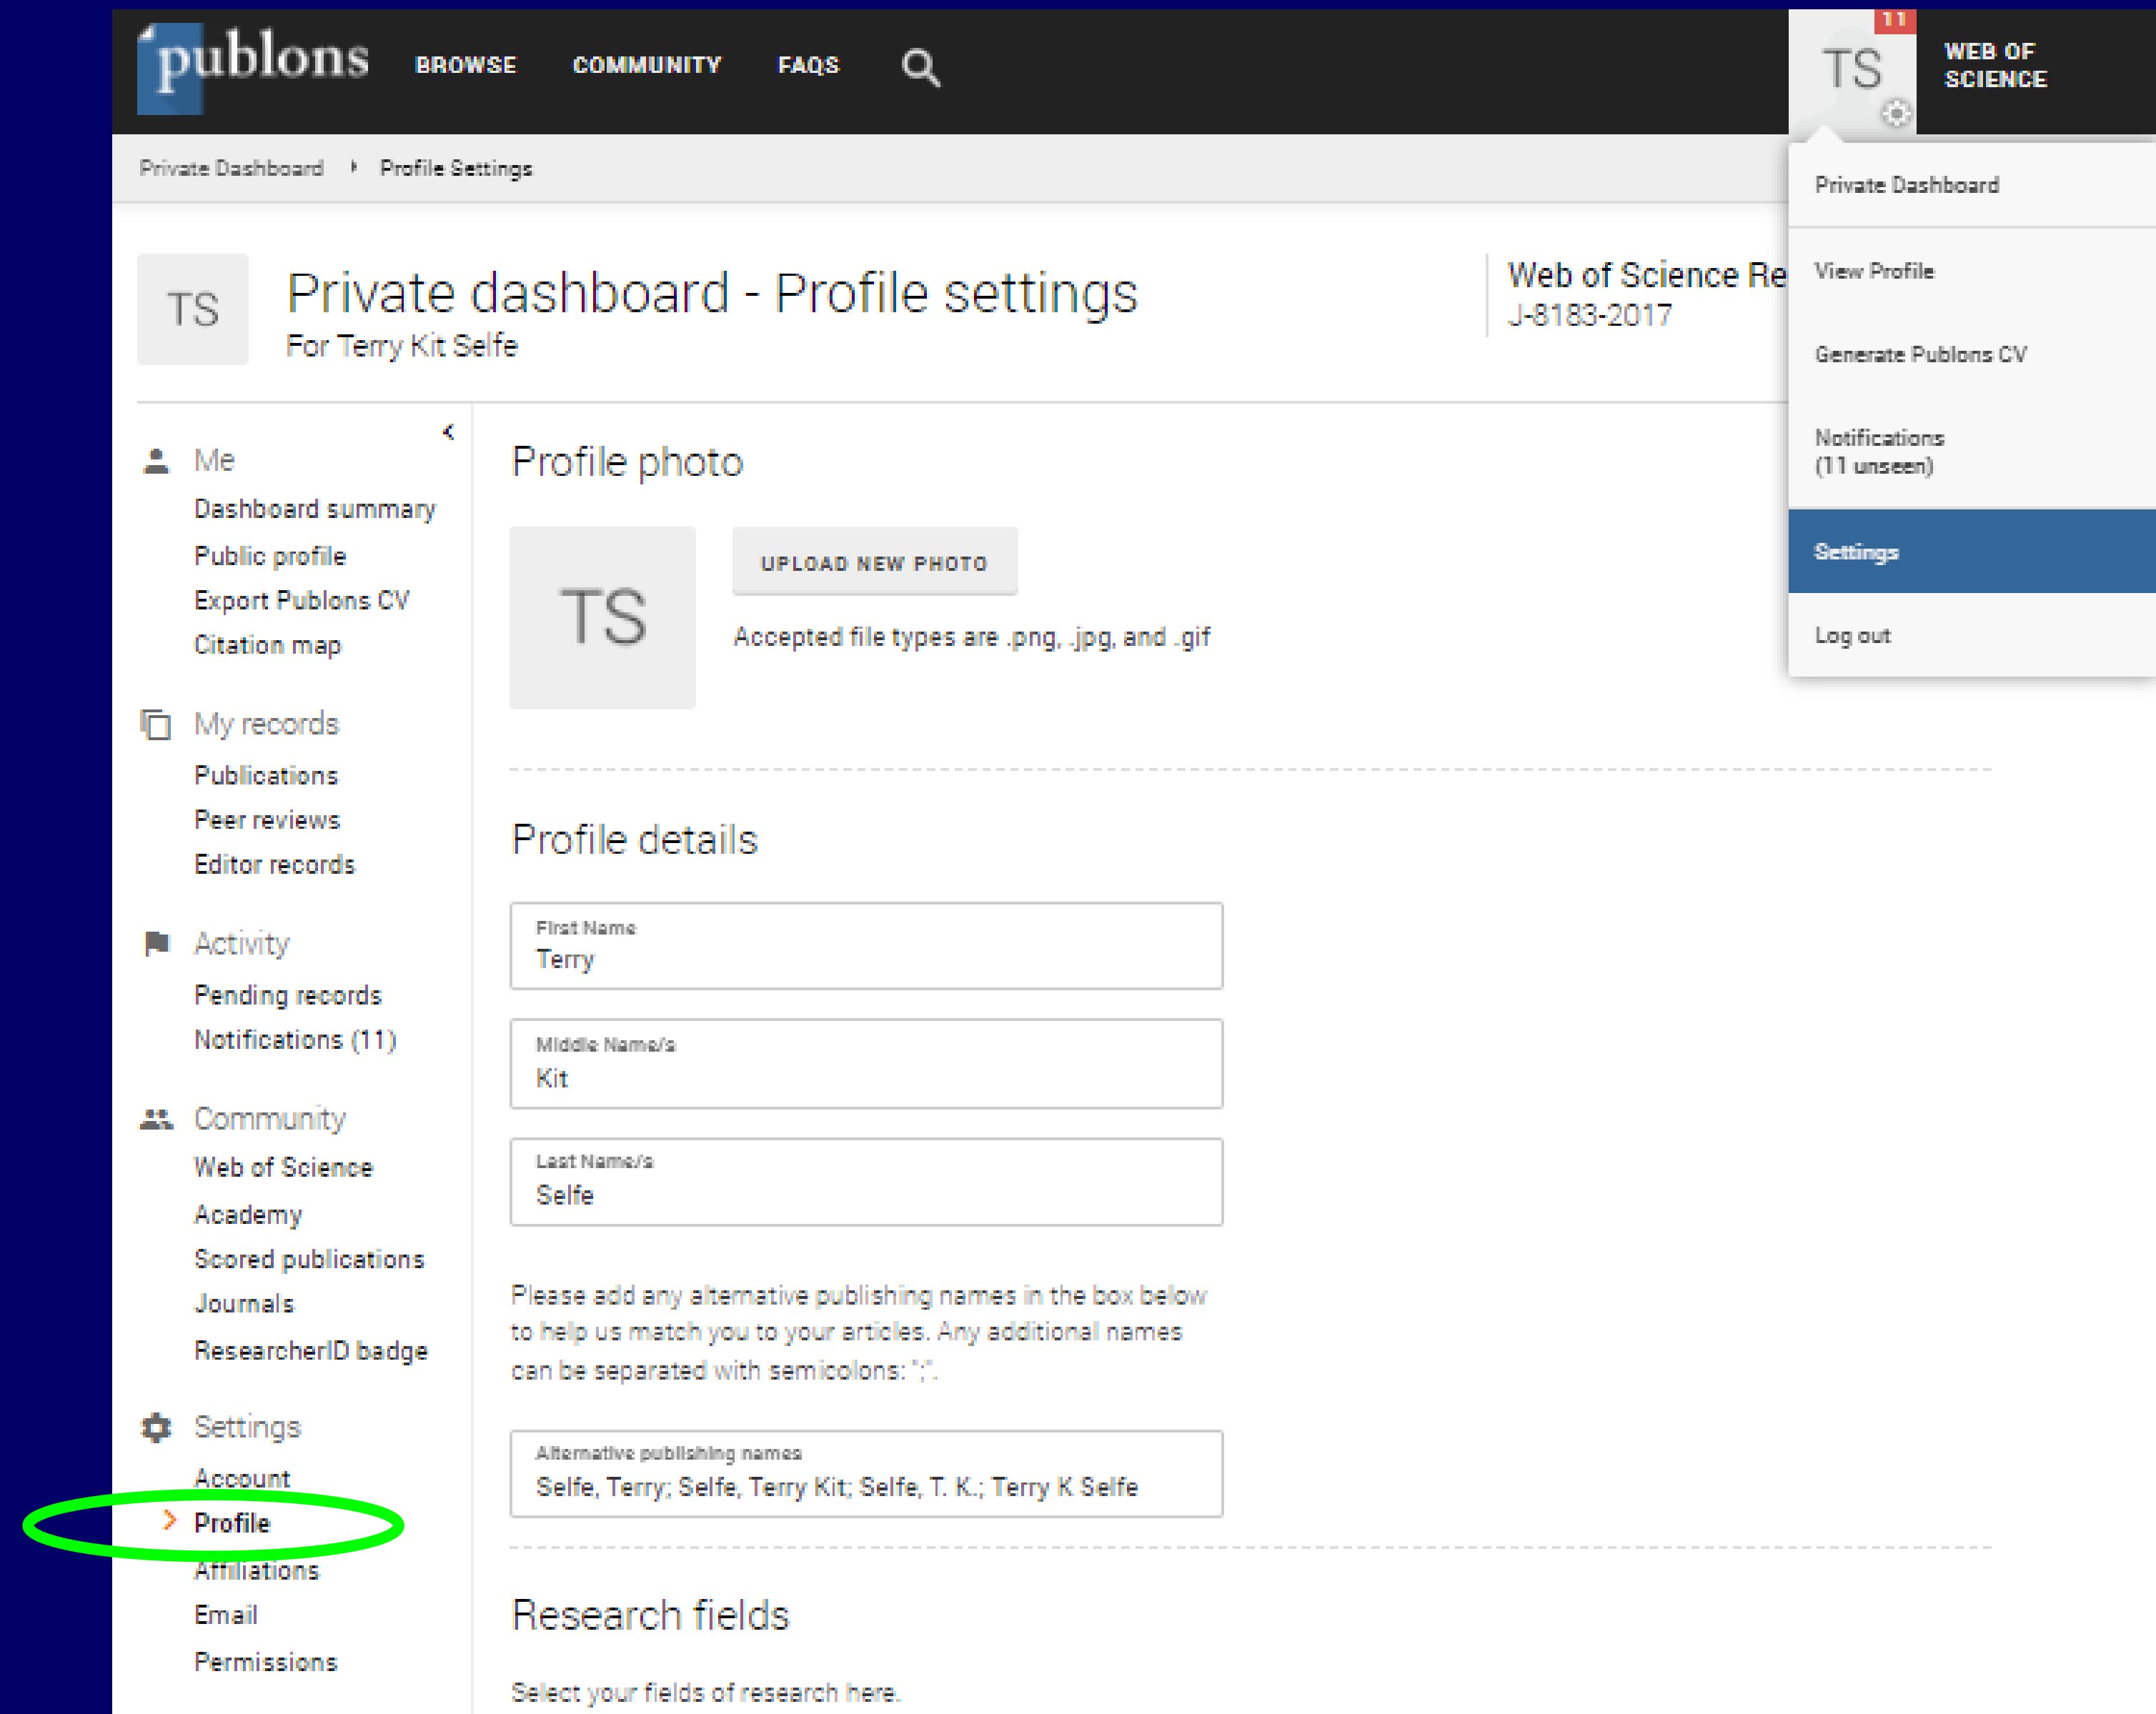 publons BROWSE COMMUNITY FAQS
11
TS
WEB OF
SCIENCE
Private Dashboard Profile Settings
TS
Private dashboard - Profile settings
For Terry Kit Selfe
Web of Science Re
J-8183-2017
Private Dashboard
View Profile
Generate Publons CV
Notifications
(11 unseen)
Settings
Log out
Me
Dashboard summary
Public profile
Export Publons CV
Citation map
My records
Publications
Peer reviews
Editor records
Activity
Pending records
Notifications (11)
Community
Web of Science
Academy
Scored publications
Journals
ResearcherID badge
Settings
Account
Profile
Affiliations
Email
Permissions
Profile photo
TS
UPLOAD NEW PHOTO
Accepted file types are .png, .jpg, and .gif
Profile details
First Name
Terry
Middle Name/s
Kit
Last Name/s
Selfe
Please add any alternative publishing names in the box below
to help us match you to your articles. Any additional names
can be separated with semicolons: ";".
Alternative publishing names
Selfe, Terry; Selfe, Terry Kit; Selfe, T. K.; Terry K Selfe
Research fields
Select your fields of research here.